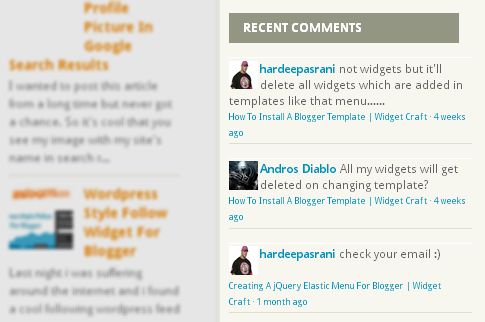 Profile
Picture In
Google
Search Results
I wanted to post this article
from a long time but never got
a chance. So it's cool that you
see my image with my site's
name in search r...
Wordpress
Style Follow
Widget For
Blogger
Last night i was suffering
around the internet and i found
a cool following wordpress feed
RECENT COMMENTS
hardeepasrani not widgets but it'll
delete all widgets which are added in
templates like that menu......
How To Install A Blogger Template | Widget Craft · 4 weeks
ago
Andros Diablo All my widgets will get
deleted on changing template?
How To Install A Blogger Template | Widget Craft · 4 weeks
ago
hardeepasrani check your email :)
Creating A jQuery Elastic Menu For Blogger | Widget
Craft · 1 month ago